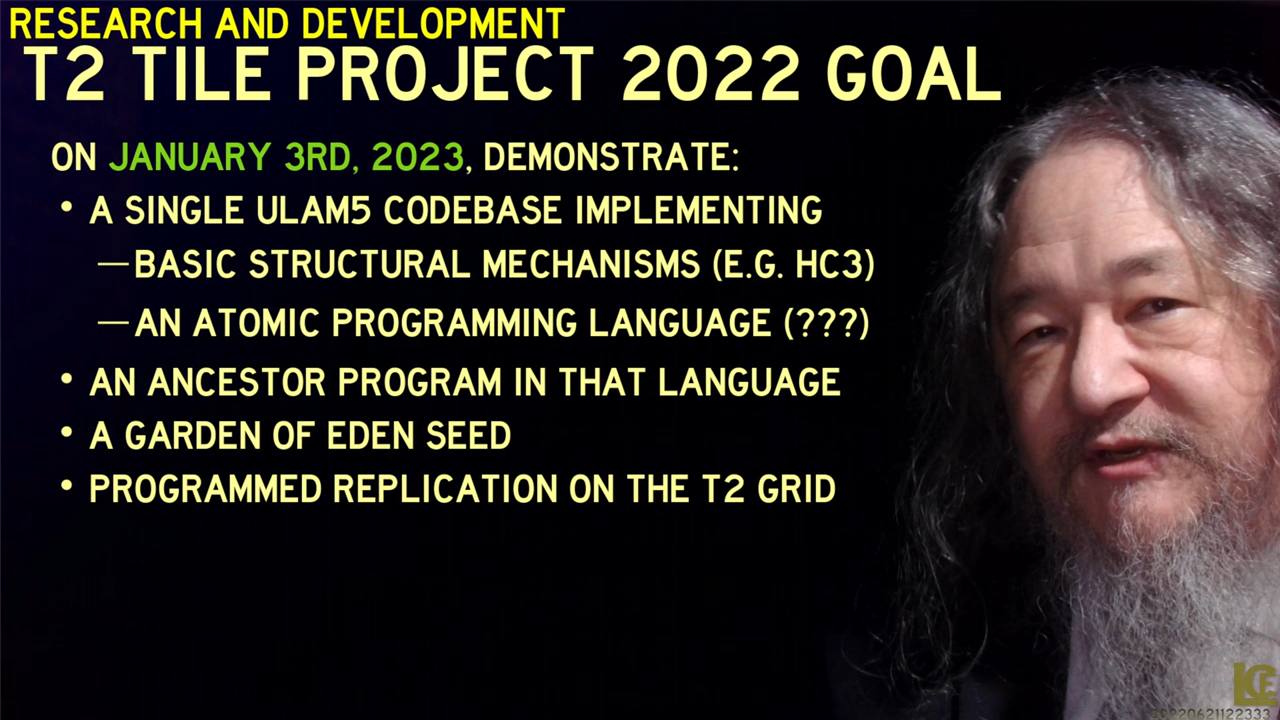 RESEARCH AND DEVELOPMENT
T2 TILE PROJECT 2022 GOAL
ON JANUARY 3RD, 2023, DEMONSTRATE:
• A SINGLE ULAM5 CODEBASE IMPLEMENTING
—BASIC STRUCTURAL MECHANISMS (E.G. HC3)
—AN ATOMIC PROGRAMMING LANGUAGE (???)
• AN ANCESTOR PROGRAM IN THAT LANGUAGE
• A GARDEN OF EDEN SEED
• PROGRAMMED REPLICATION ON THE T2 GRID